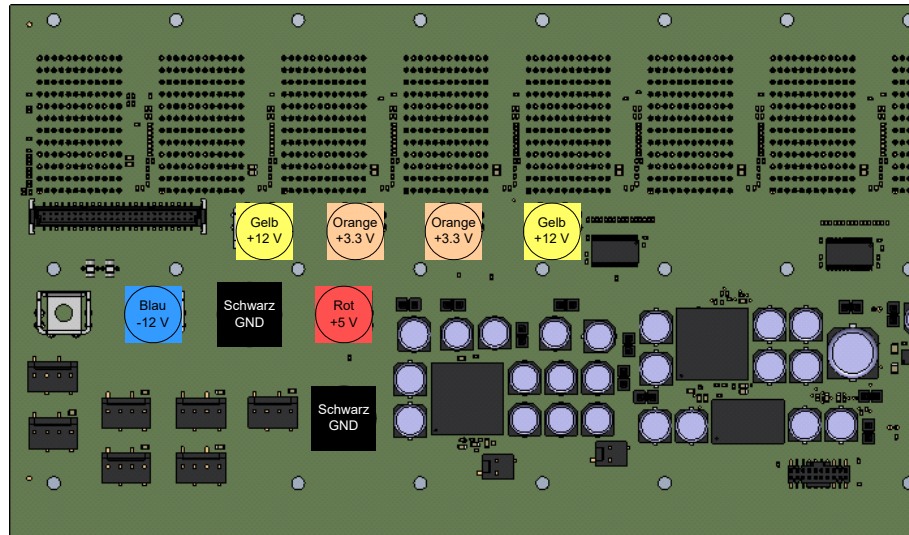 Gelb
+12 V
Orange
+3.3 V
Orange
+3.3 V
Gelb
+12 V
Blau
-12 V
Schwarz
GND
Rot
+5 V
Schwarz
GND